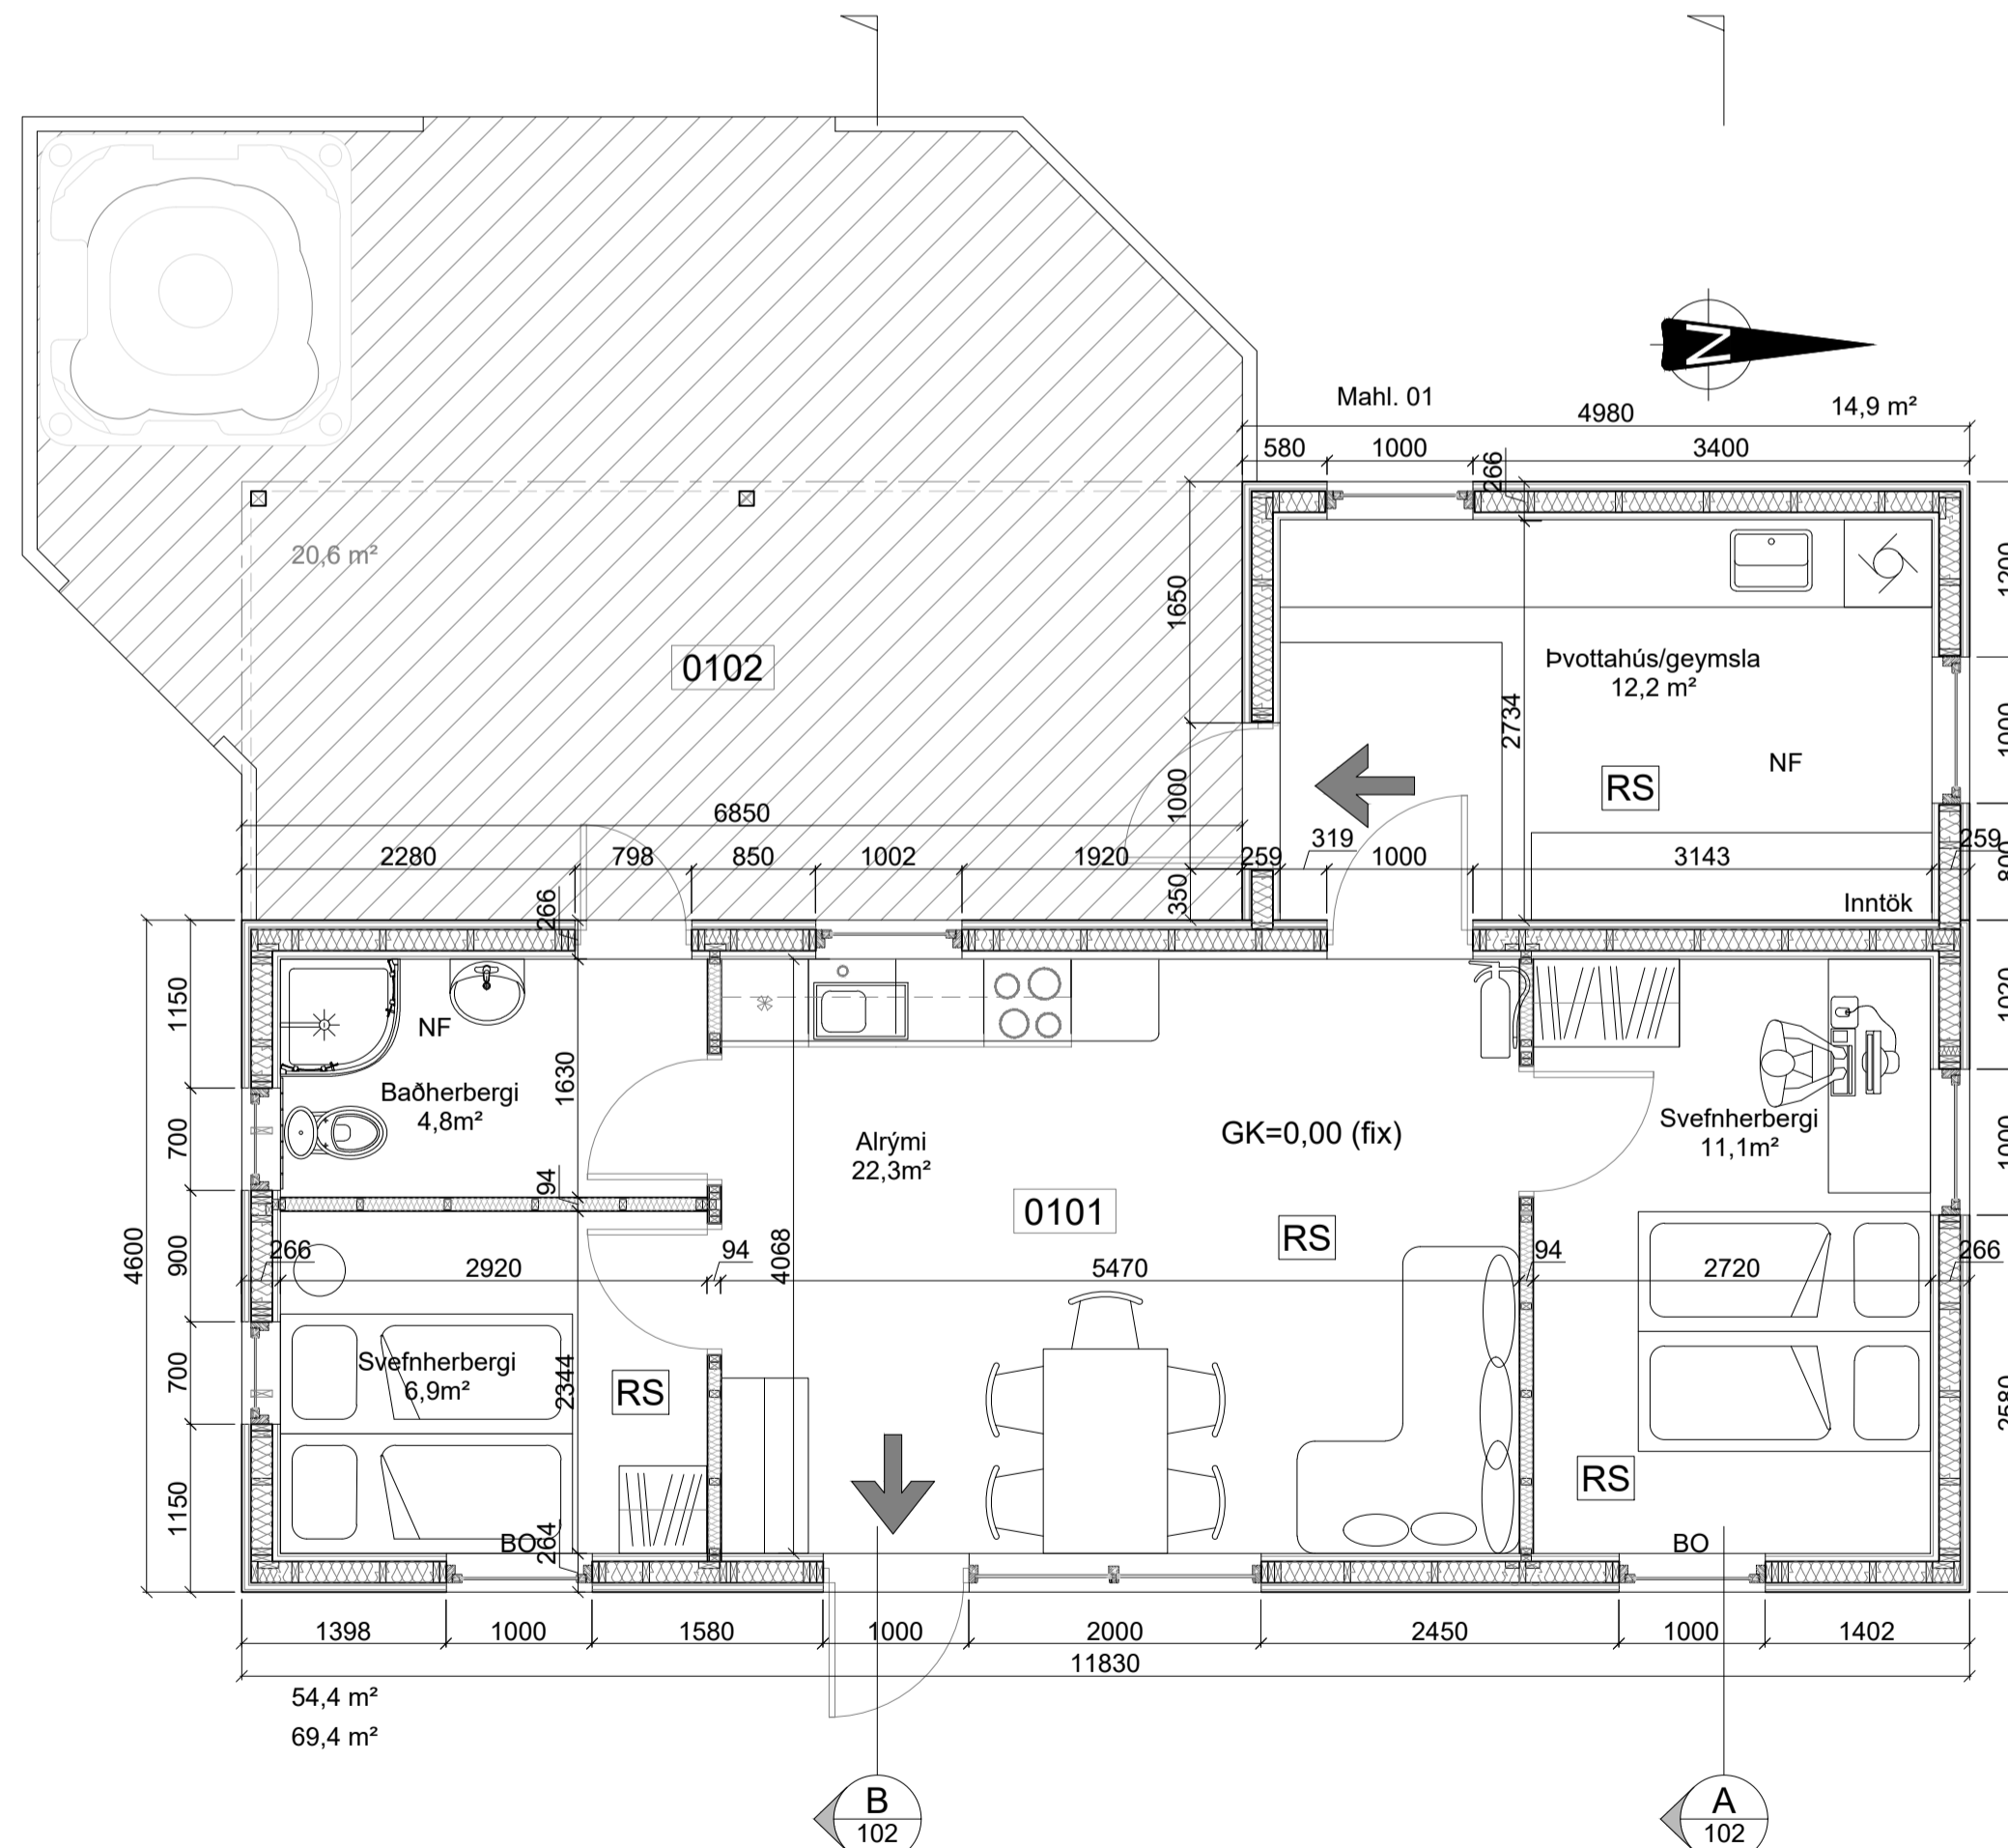 N
Mahl. 01
4980
14,9 m²
580
1000
3400
266
20,6 m²
1650
1200
0102
Þvottahús/geymsla
12,2 m²
2734
1000
NF
RS
1000
6850
2280
798
850
1002
1920
259
319
1000
3143
259
800
350
266
Inntök
1150
1020
NF
1630
Baðherbergi
4,8m²
700
Alrými
22,3m²
GK=0,00 (fix)
Svefnherbergi
11,1m²
1000
94
0101
RS
4600
900
266
2920
94
4068
5470
94
2720
266
700
Svefnherbergi
6,9m²
2344
RS
2580
1150
RS
BO
264
BO
1398
1000
1580
1000
2000
2450
1000
1402
11830
54,4 m²
69,4 m²
B
102
A
102